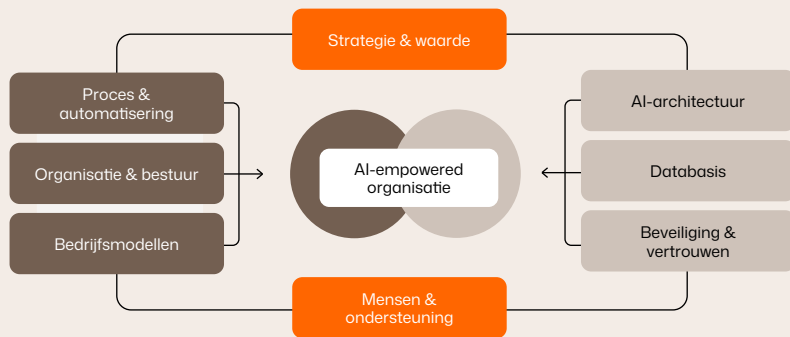 Strategie & waarde
Proces &
automatisering
Organisatie & bestuur
Bedrijfsmodellen
AI-empowered
organisatie
AI-architectuur
Databasis
Beveiliging &
vertrouwen
Mensen &
ondersteuning